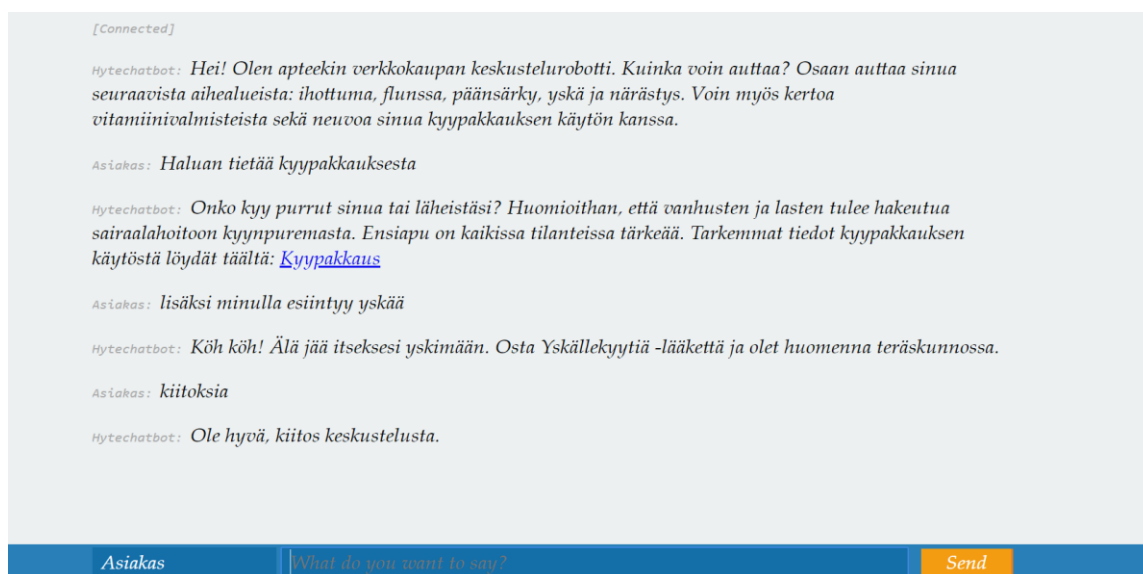 [Connected]
Hytechatbot: Hei! Olen apteekin verkkokaupan keskustelurobotti. Kuinka voin auttaa? Osaan auttaa sinua
seuraavista aihealueista: ihottuma, flunssa, päänsärky, yskä ja närästys. Voin myös kertoa
vitamiinivalmisteista sekä neuvoa sinua kyypakkauksen käytön kanssa.
Asiakas: Haluan tietää kyypakkauksesta
Hytechatbot: Onko kyy purrut sinua tai läheistäsi? Huomioithan, että vanhusten ja lasten tulee hakeutua
sairaalahoitoon kyynpuremasta. Ensiapu on kaikissa tilanteissa tärkeää. Tarkemmat tiedot kyypakkauksen
käytöstä löydät täältä: Kyypakkaus
Asiakas: lisäksi minulla esiintyy yskää
Hytechatbot: Köh köh! Älä jää itseksesi yskimään. Osta Yskällekyytiä -lääkettä ja olet huomenna teräskunnossa.
Asiakas: kiitoksia
Hytechatbot: Ole hyvä, kiitos keskustelusta.
Asiakas What do you want to say? Send